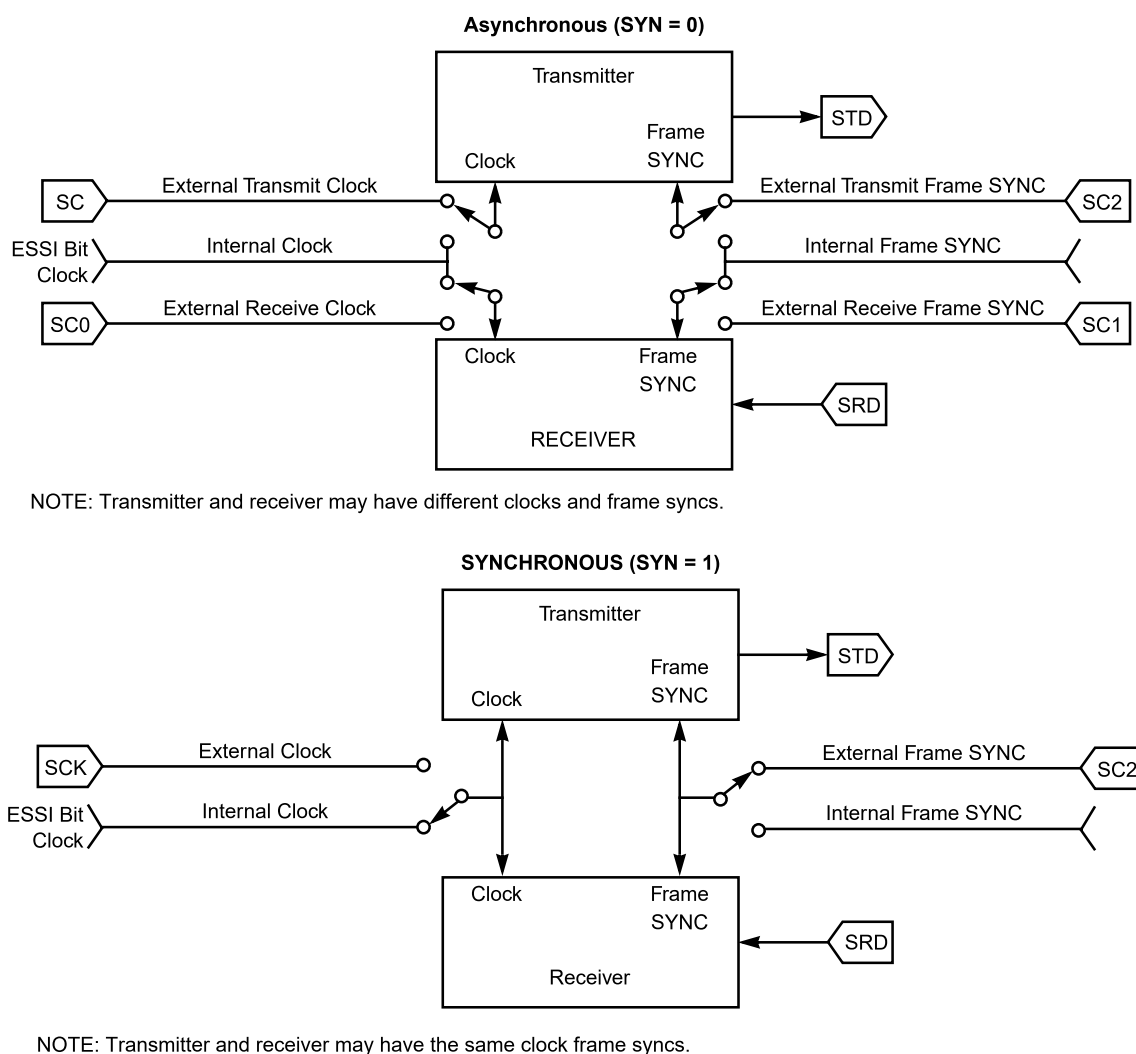 Asynchronous (SYN = 0)
Transmitter
STD
Frame
SYNC
Clock
SC
External Transmit Clock
External Transmit Frame SYNC
SC2
ESSI Bit
Clock
Internal Clock
Internal Frame SYNC
SC0
External Receive Clock
External Receive Frame SYNC
SC1
Clock
Frame
SYNC
SRD
RECEIVER
NOTE: Transmitter and receiver may have different clocks and frame syncs.
SYNCHRONOUS (SYN = 1)
Transmitter
STD
Frame
SYNC
Clock
SCK
External Clock
External Frame SYNC
SC2
ESSI Bit
Clock
Internal Clock
Internal Frame SYNC
Clock
Frame
SYNC
SRD
Receiver
NOTE: Transmitter and receiver may have the same clock frame syncs.